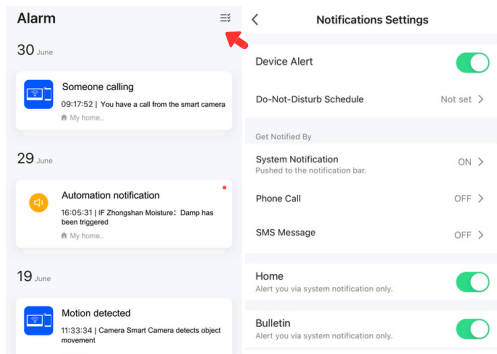 Alarm
30 June
Someone calling
09:17:52 | You have a call from the smart camera
My home..
29 June
Automation notification
16:05:31 | IF Zhongshan Moisture： Damp has
been triggered
My home..
19 June
Motion detected
11:33:34 | Camera Smart Camera detects object
movement
Notifications Settings
Device Alert
Do-Not-Disturb Schedule Not set
Get Notified By
System Notification ON
Pushed to the notification bar.
Phone Call OFF
SMS Message OFF
Home
Alert you via system notification only.
Bulletin
Alert you via system notification only.